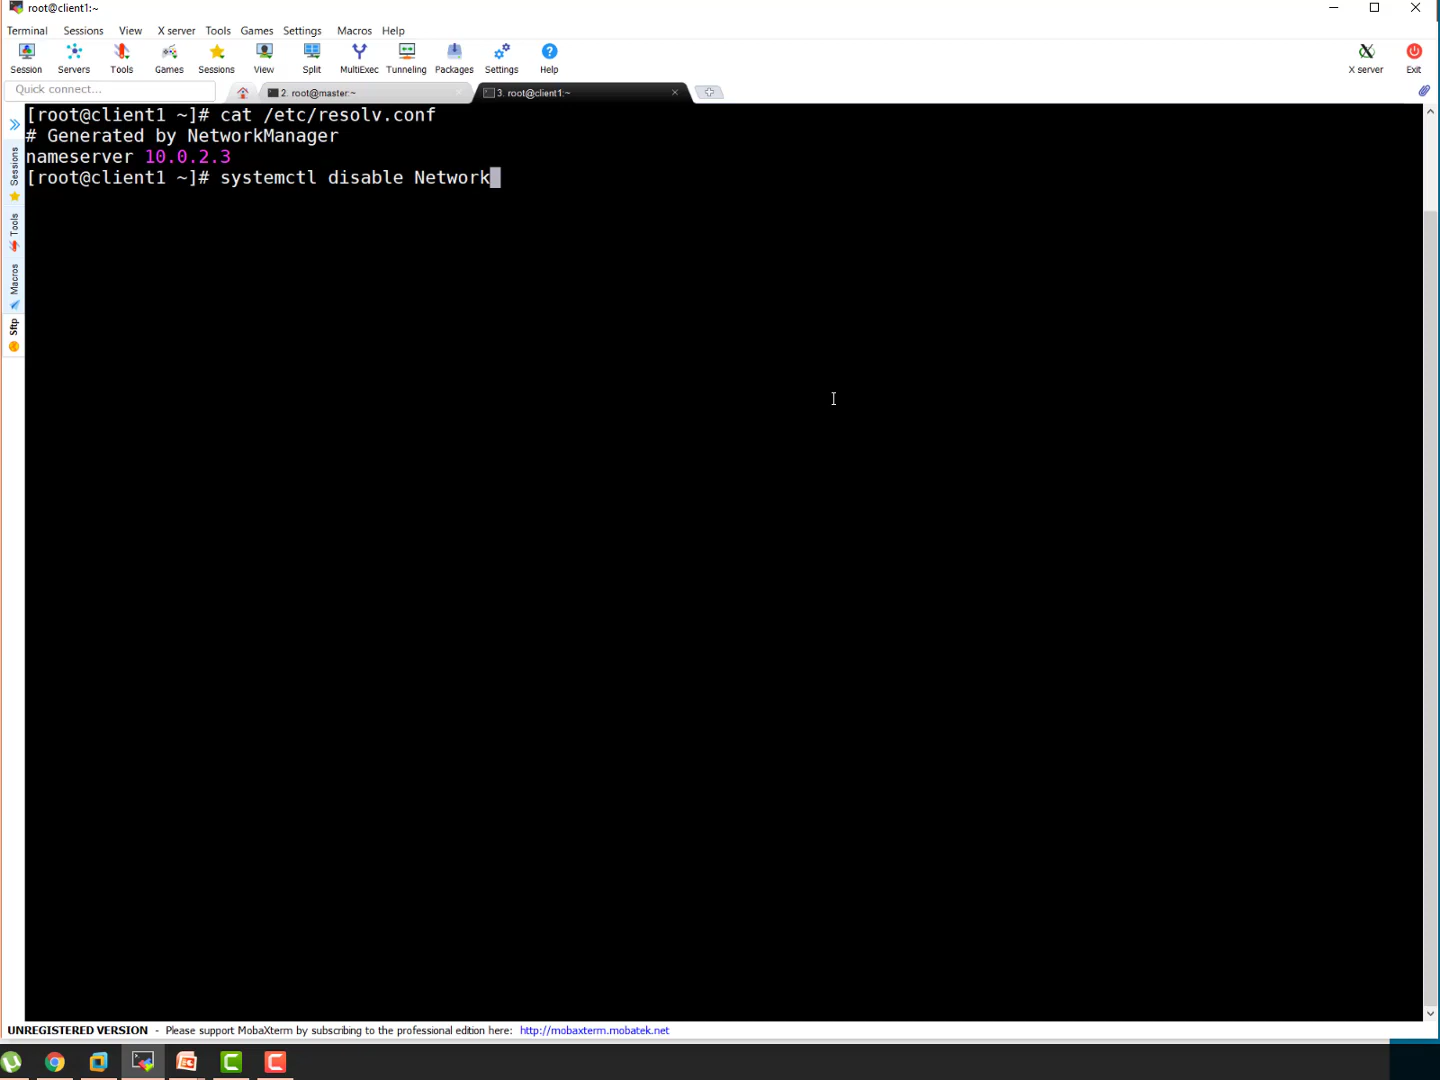 root@client1:~
Terminal Sessions View X server Tools Games Settings Macros Help
Session Servers Tools Games Sessions View Split MultiExec Tunneling Packages Settings Help X server Exit
Quick connect...
2. root@master:~
3. root@client1:~
[root@client1 ~]# cat /etc/resolv.conf
# Generated by NetworkManager
nameserver 10.0.2.3
[root@client1 ~]# systemctl disable Network
Sessions
Tools
Macros
Sftp
UNREGISTERED VERSION - Please support MobaXterm by subscribing to the professional edition here: http://mobaxterm.mobatek.net